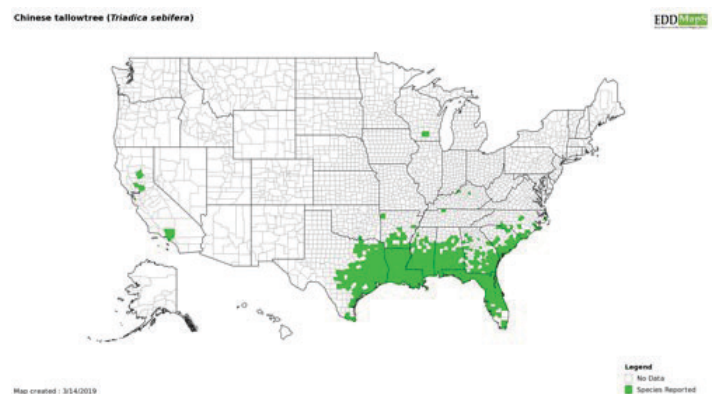 Chinese tallowtree (Triadica sebifera)
EDDMapS
Legend
No Data
Species Reported
Map created : 3/14/2019